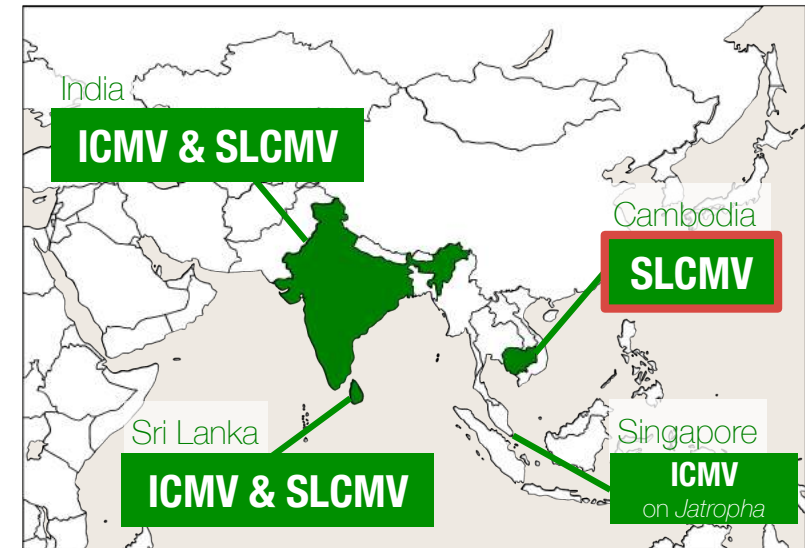 India
ICMV & SLCMV
Cambodia
SLCMV
Sri Lanka
ICMV & SLCMV
Singapore
ICMV
on Jatropha